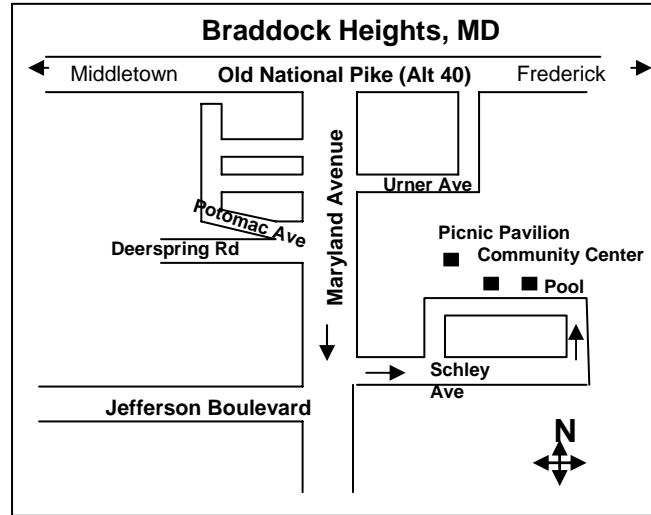 Braddock Heights, MD
Middletown
Old National Pike (Alt 40)
Frederick
Maryland Avenue
Urner Ave
Potomac Ave
Deerspring Rd
Picnic Pavilion
Community Center
Pool
Schley
Ave
Jefferson Boulevard
N